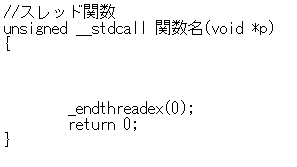 //スレッド関数
unsigned __stdcall 関数名(void *p)
{
_endthreadex(0);
return 0;
}